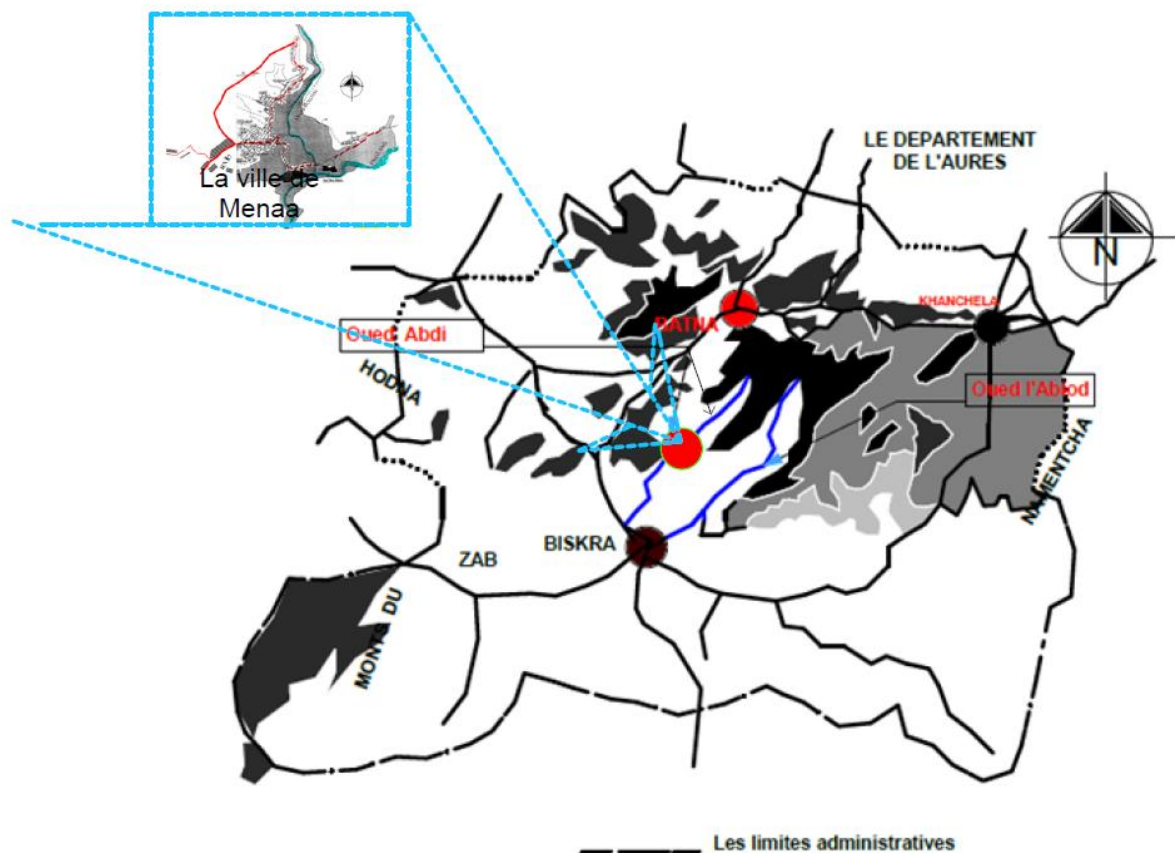 La ville de
Menaa
LE DEPARTEMENT
DE L'AURES
N
KHANCHELA
BATNA
Oued Abdi
HODNA
Oued l'Abiod
NAMENTCHA
BISKRA
ZAB
MONTS DU
Les limites administratives